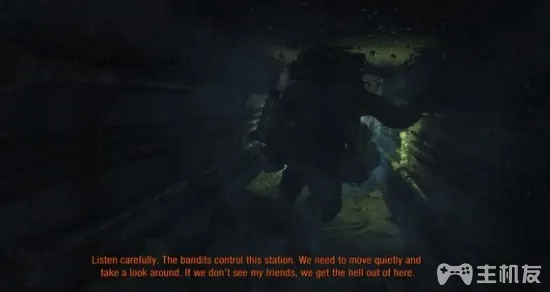 Listen carefully. The bandits control this station. We need to move quietly and
take a look around. If we don't see my friends, we get the hell out of here.
主机友